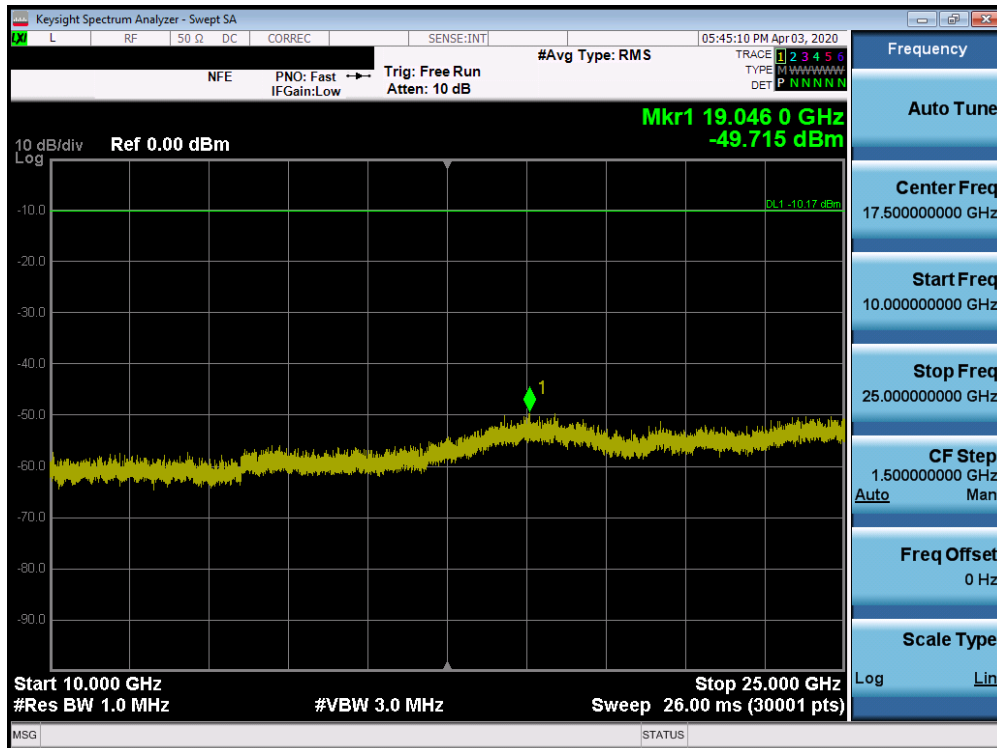 Keysight Spectrum Analyzer - Swept SA
LXI L RF 50 Ω DC CORREC SENSE:INT 05:45:10 PM Apr 03, 2020
#Avg Type: RMS TRACE 1 2 3 4 5 6
NFE PNO: Fast Trig: Free Run TYPE M WWWWW
IFGain:Low Atten: 10 dB DET P N N N N N
Mkr1 19.046 0 GHz
-49.715 dBm
10 dB/div Ref 0.00 dBm
Log
DL1 -10.17 dBm
-10.0
-20.0
-30.0
-40.0
1
-50.0
-60.0
-70.0
-80.0
-90.0
Start 10.000 GHz Stop 25.000 GHz
#Res BW 1.0 MHz #VBW 3.0 MHz Sweep 26.00 ms (30001 pts)
MSG STATUS
Frequency
Auto Tune
Center Freq
17.500000000 GHz
Start Freq
10.000000000 GHz
Stop Freq
25.000000000 GHz
CF Step
1.500000000 GHz
Auto Man
Freq Offset
0 Hz
Scale Type
Log Lin